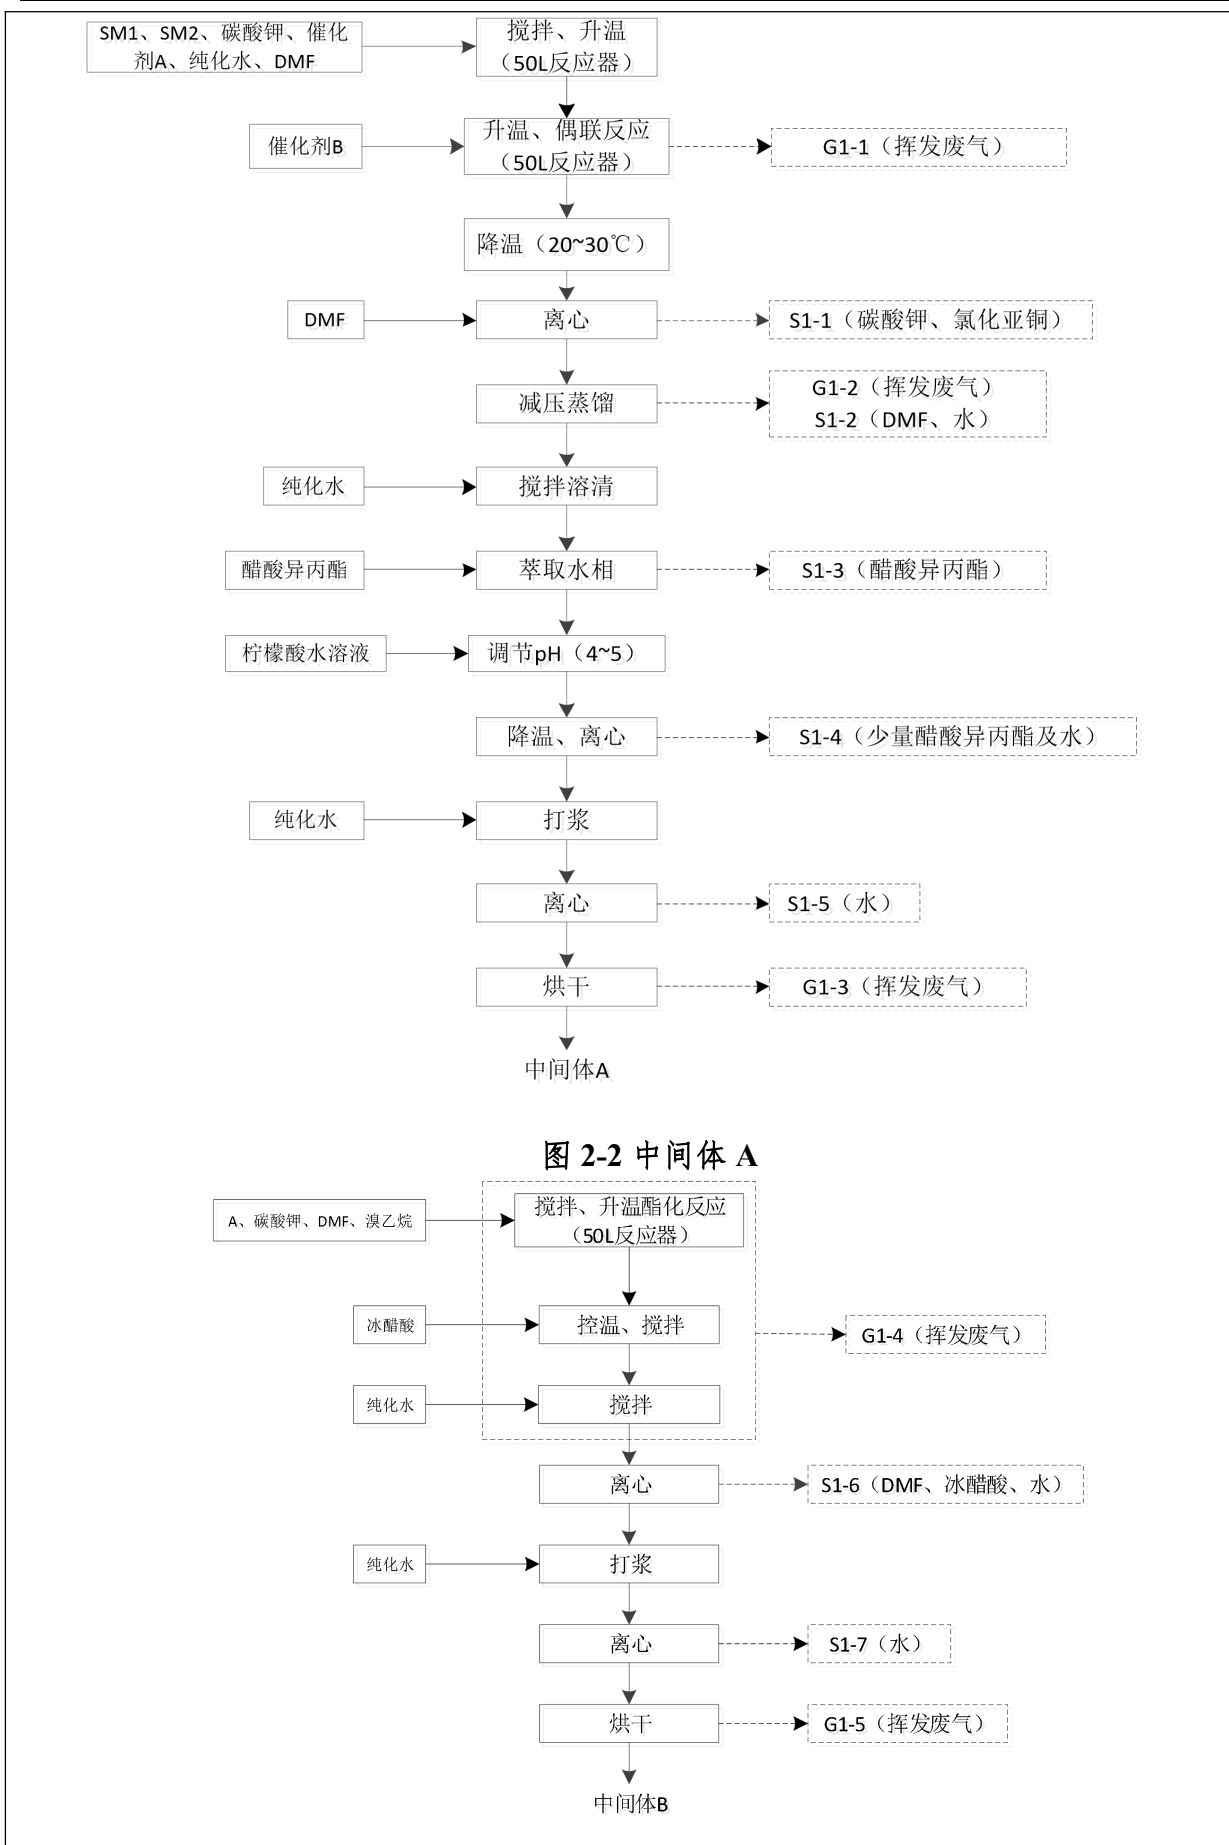 SM1、SM2、碳酸钾、催化
剂A、纯化水、DMF
搅拌、升温
（50L反应器）
催化剂B
升温、偶联反应
（50L反应器）
G1-1（挥发废气）
降温（20~30℃）
DMF
离心
S1-1（碳酸钾、氯化亚铜）
减压蒸馏
G1-2（挥发废气）
S1-2（DMF、水）
纯化水
搅拌溶清
醋酸异丙酯
萃取水相
S1-3（醋酸异丙酯）
柠檬酸水溶液
调节pH（4~5）
降温、离心
S1-4（少量醋酸异丙酯及水）
纯化水
打浆
离心
S1-5（水）
烘干
G1-3（挥发废气）
中间体A
图 2-2 中间体 A
A、碳酸钾、DMF、溴乙烷
搅拌、升温酯化反应
（50L反应器）
冰醋酸
控温、搅拌
G1-4（挥发废气）
纯化水
搅拌
离心
S1-6（DMF、冰醋酸、水）
纯化水
打浆
离心
S1-7（水）
烘干
G1-5（挥发废气）
中间体B